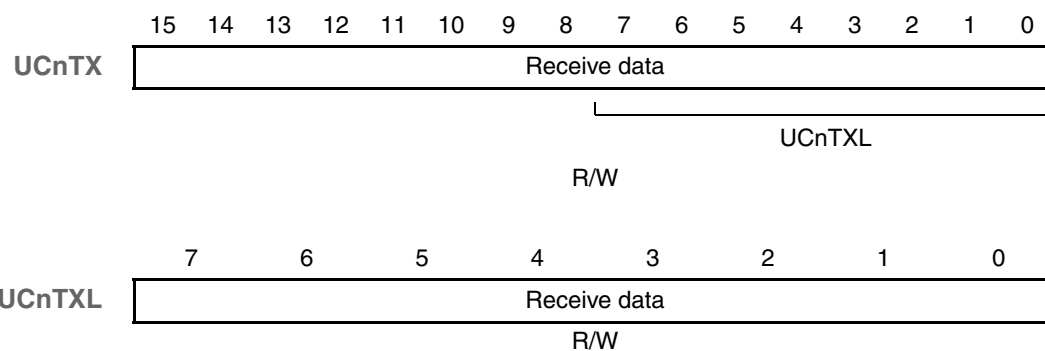 15 14 13 12 11 10 9 8 7 6 5 4 3 2 1 0
UCnTX Receive data
UCnTXL
R/W
7 6 5 4 3 2 1 0
UCnTXL Receive data
R/W